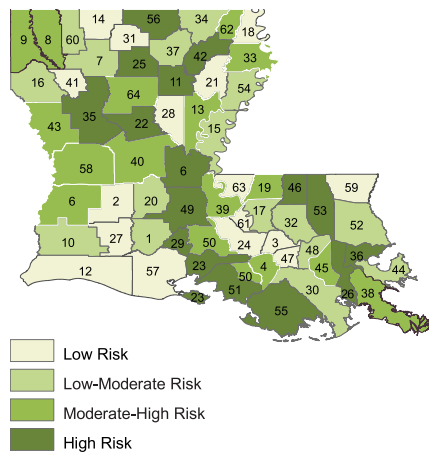 14 56 34
9 8 60 31 62 18
37 42 33
7 25
16 41 11 21 54
64
35 28 13
43 22 15
58 40 6
6 2 20 63 19 46 59
49 39 17 53
61 32 52
10 27 1 29 50 24 3 48
47 36
12 57 23 50 4 45 44
23 51 30 26 38
55
Low Risk
Low-Moderate Risk
Moderate-High Risk
High Risk